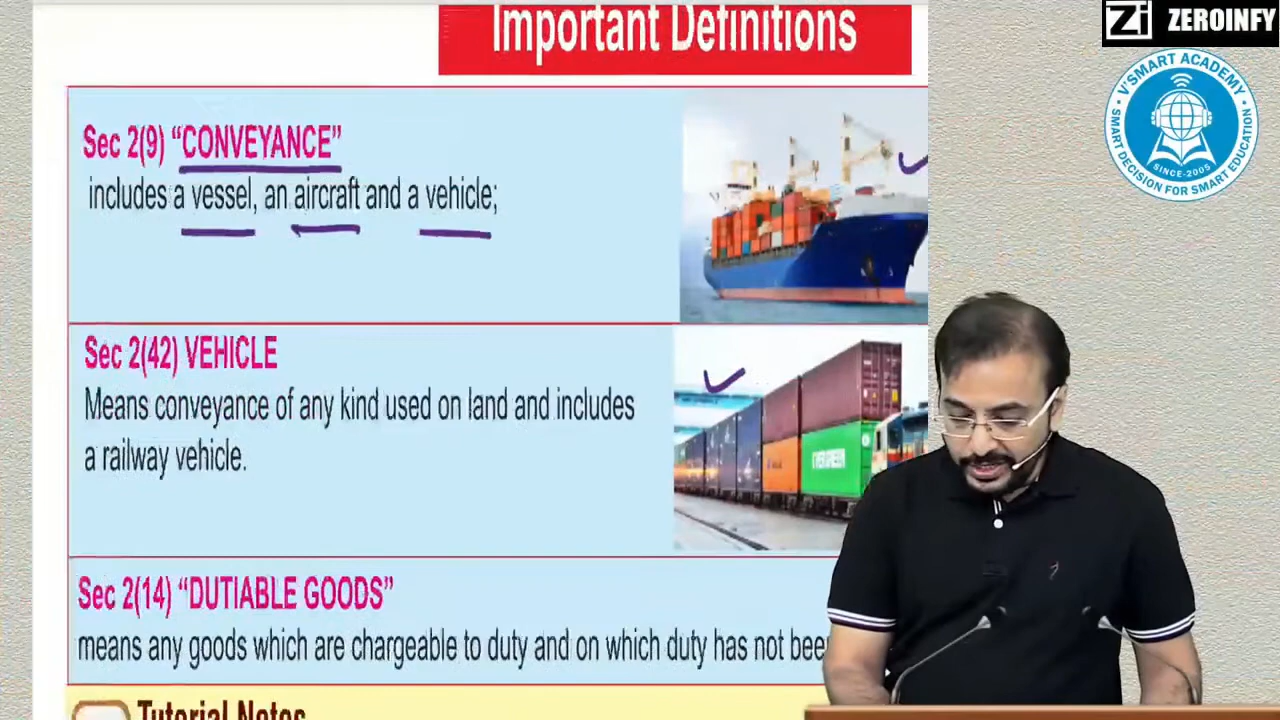 Important Definitions
Zi ZEROINFY
V'SMART ACADEMY
SMART DECISION FOR SMART EDUCATION
SINCE-2005
Sec 2(9) “CONVEYANCE”
includes a vessel, an aircraft and a vehicle;
Sec 2(42) VEHICLE
Means conveyance of any kind used on land and includes
a railway vehicle.
EVERGREEN
Sec 2(14) “DUTIABLE GOODS”
means any goods which are chargeable to duty and on which duty has not bee
Tutorial Notes